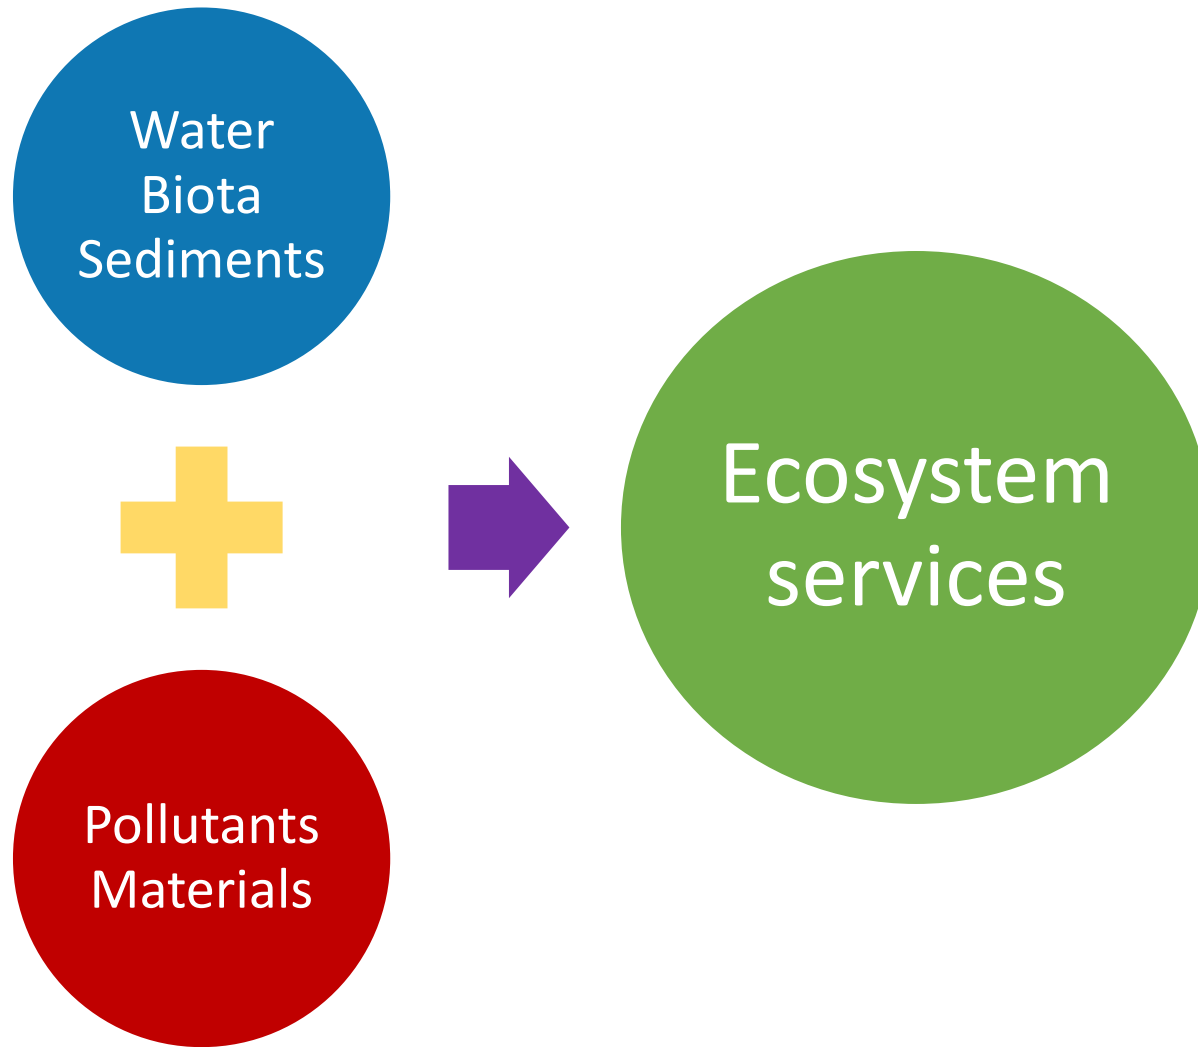 Water
Biota
Sediments
Pollutants
Materials
Ecosystem
services